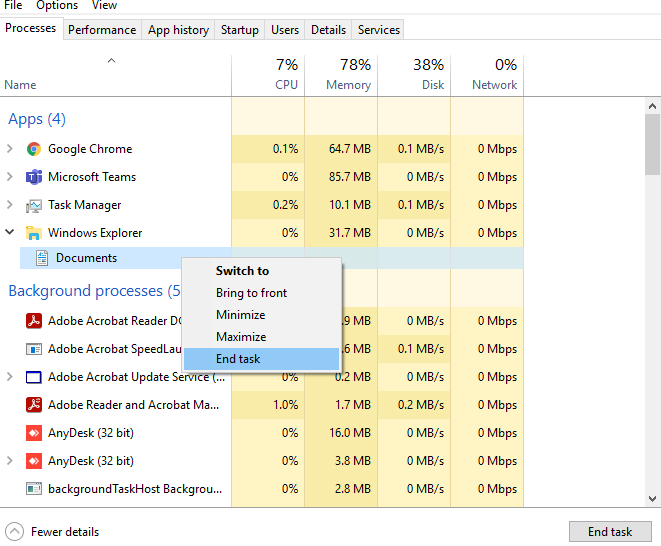 File Options View
Processes Performance App history Startup Users Details Services
7% 78% 38% 0%
Name CPU Memory Disk Network
Apps (4)
Google Chrome 0.1% 64.7 MB 0.1 MB/s 0 Mbps
Microsoft Teams 0% 85.7 MB 0 MB/s 0 Mbps
Task Manager 0.2% 10.1 MB 0.1 MB/s 0 Mbps
Windows Explorer 0% 31.7 MB 0 MB/s 0 Mbps
Documents
Switch to
Background processes (5
Bring to front
Adobe Acrobat Reader DC Minimize .9 MB 0 MB/s 0 Mbps
Maximize
Adobe Acrobat SpeedLau .6 MB 0.1 MB/s 0 Mbps
End task
Adobe Acrobat Update Service (... 0% 0.2 MB 0 MB/s 0 Mbps
Adobe Reader and Acrobat Ma... 1.0% 1.7 MB 0.2 MB/s 0 Mbps
AnyDesk (32 bit) 0% 16.0 MB 0 MB/s 0 Mbps
AnyDesk (32 bit) 0% 3.8 MB 0 MB/s 0 Mbps
backgroundTaskHost Backgrou... 0% 2.8 MB 0 MB/s 0 Mbps
Fewer details End task